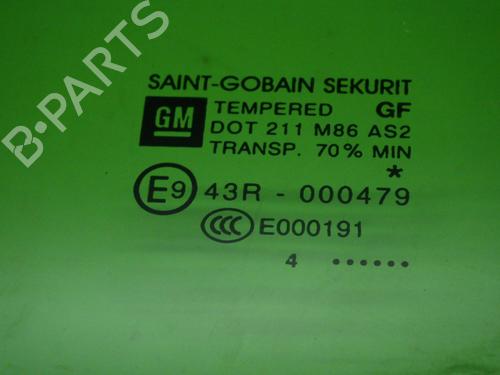 SAINT-GOBAIN SEKURIT
GM TEMPERED GF
DOT 211 M86 AS2
TRANSP. 70% MIN
*
E9 43R - 000479
CCC E000191
4 ......
B-PARTS